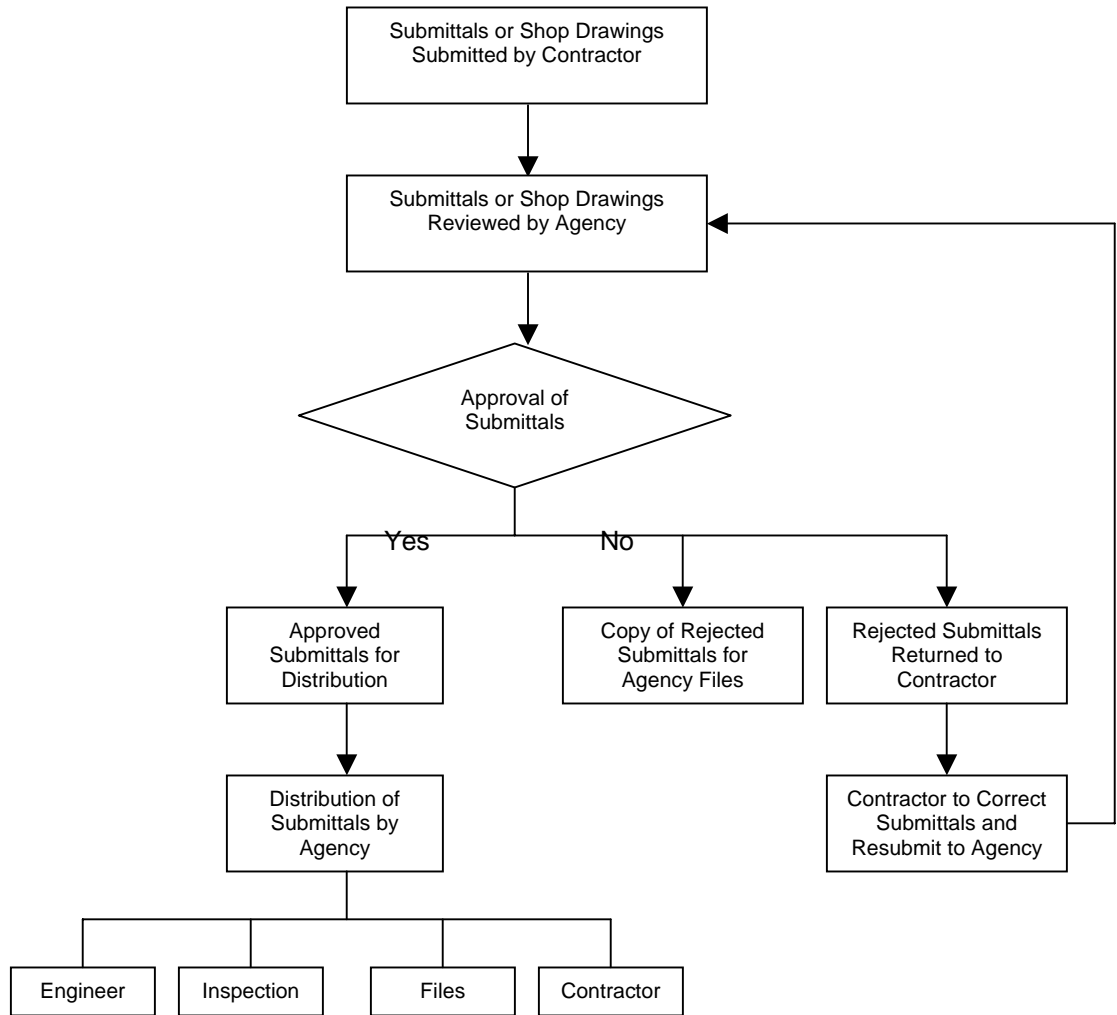 Submittals or Shop Drawings
Submitted by Contractor
Submittals or Shop Drawings
Reviewed by Agency
Approval of
Submittals
Yes
No
Approved
Submittals for
Distribution
Copy of Rejected
Submittals for
Agency Files
Rejected Submittals
Returned to
Contractor
Distribution of
Submittals by
Agency
Contractor to Correct
Submittals and
Resubmit to Agency
Engineer
Inspection
Files
Contractor